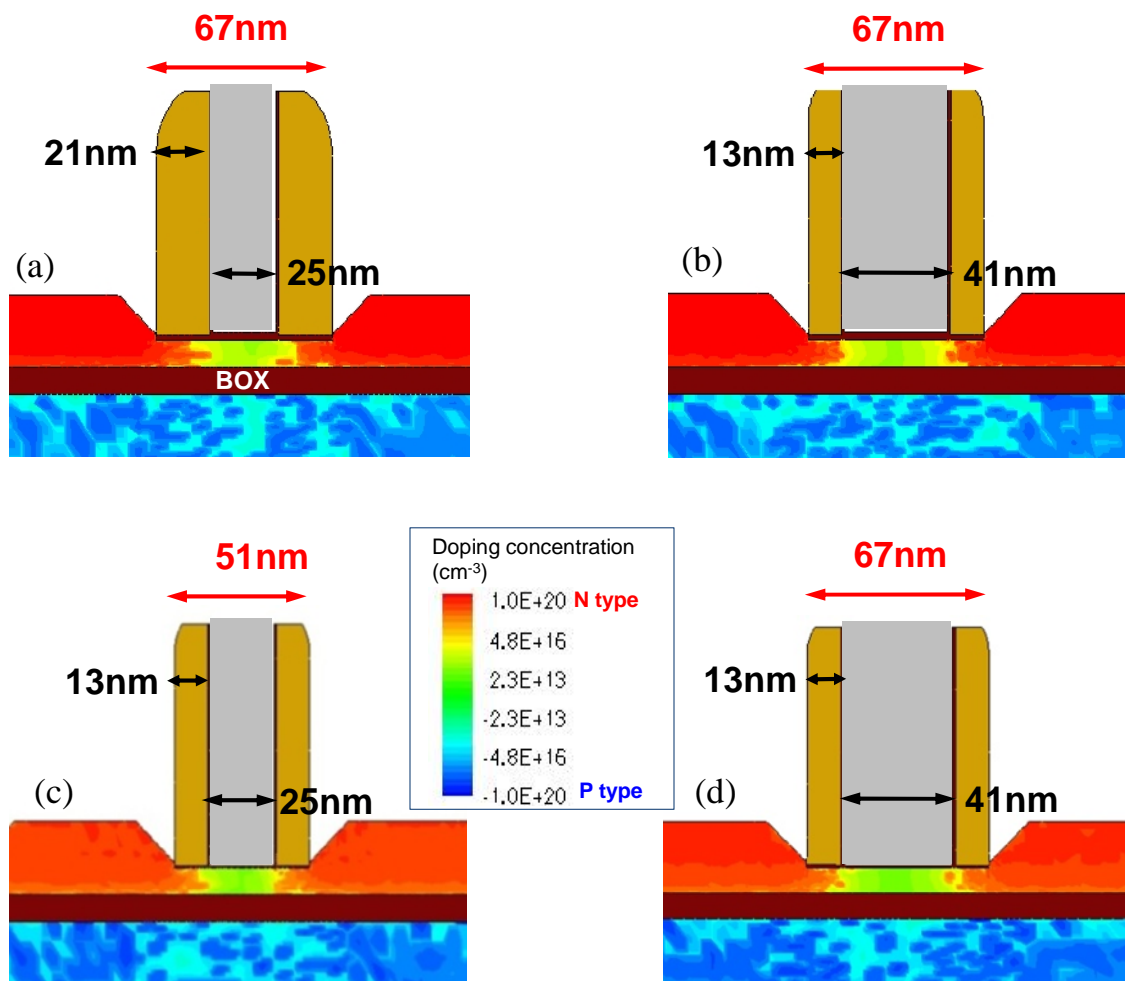 67nm
67nm
21nm
13nm
(a)
25nm
(b)
41nm
BOX
51nm
67nm
Doping concentration
(cm-3)
1.0E+20 N type
4.8E+16
2.3E+13
-2.3E+13
-4.8E+16
-1.0E+20 P type
13nm
13nm
(c)
25nm
(d)
41nm